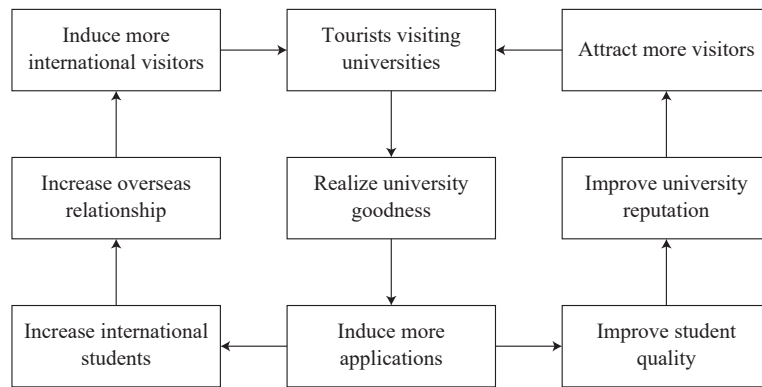 Induce more
international visitors
Tourists visiting
universities
Attract more visitors
Increase overseas
relationship
Realize university
goodness
Improve university
reputation
Increase international
students
Induce more
applications
Improve student
quality